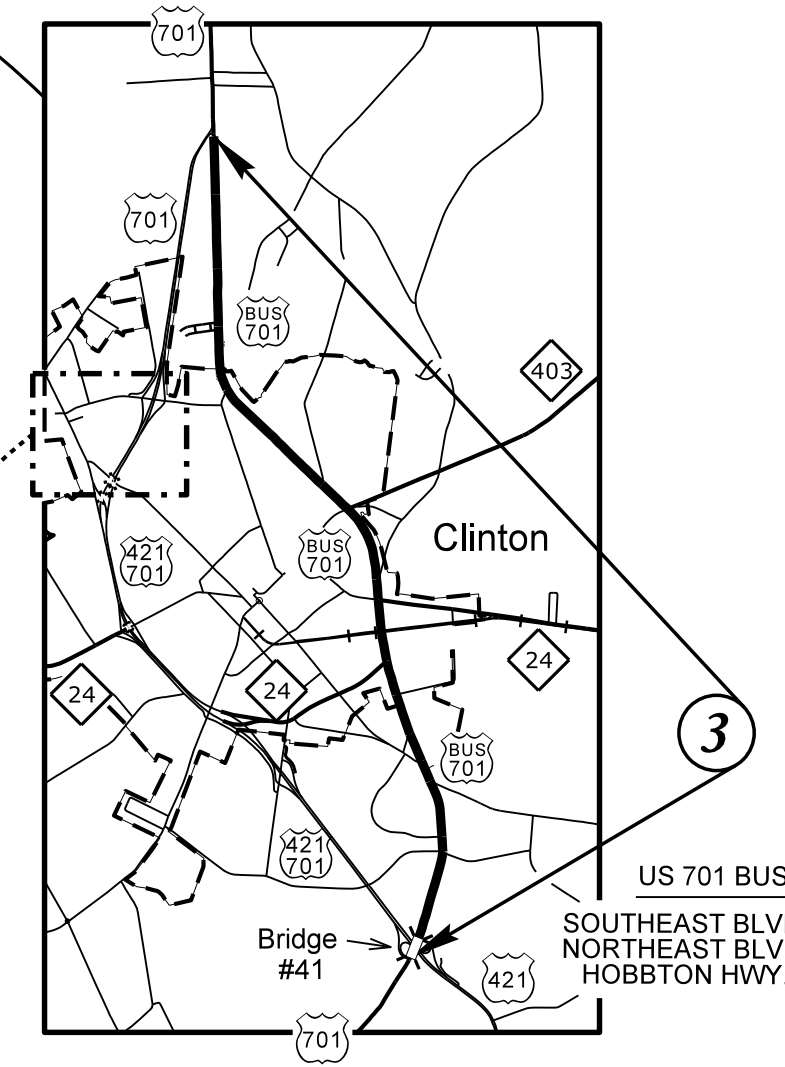 701
701
BUS
701
403
Clinton
BUS
701
421
701
24
24
24
BUS
701
3
421
701
US 701 BUS
SOUTHEAST BLV
NORTHEAST BLV
HOBBTON HWY
Bridge
#41
421
701